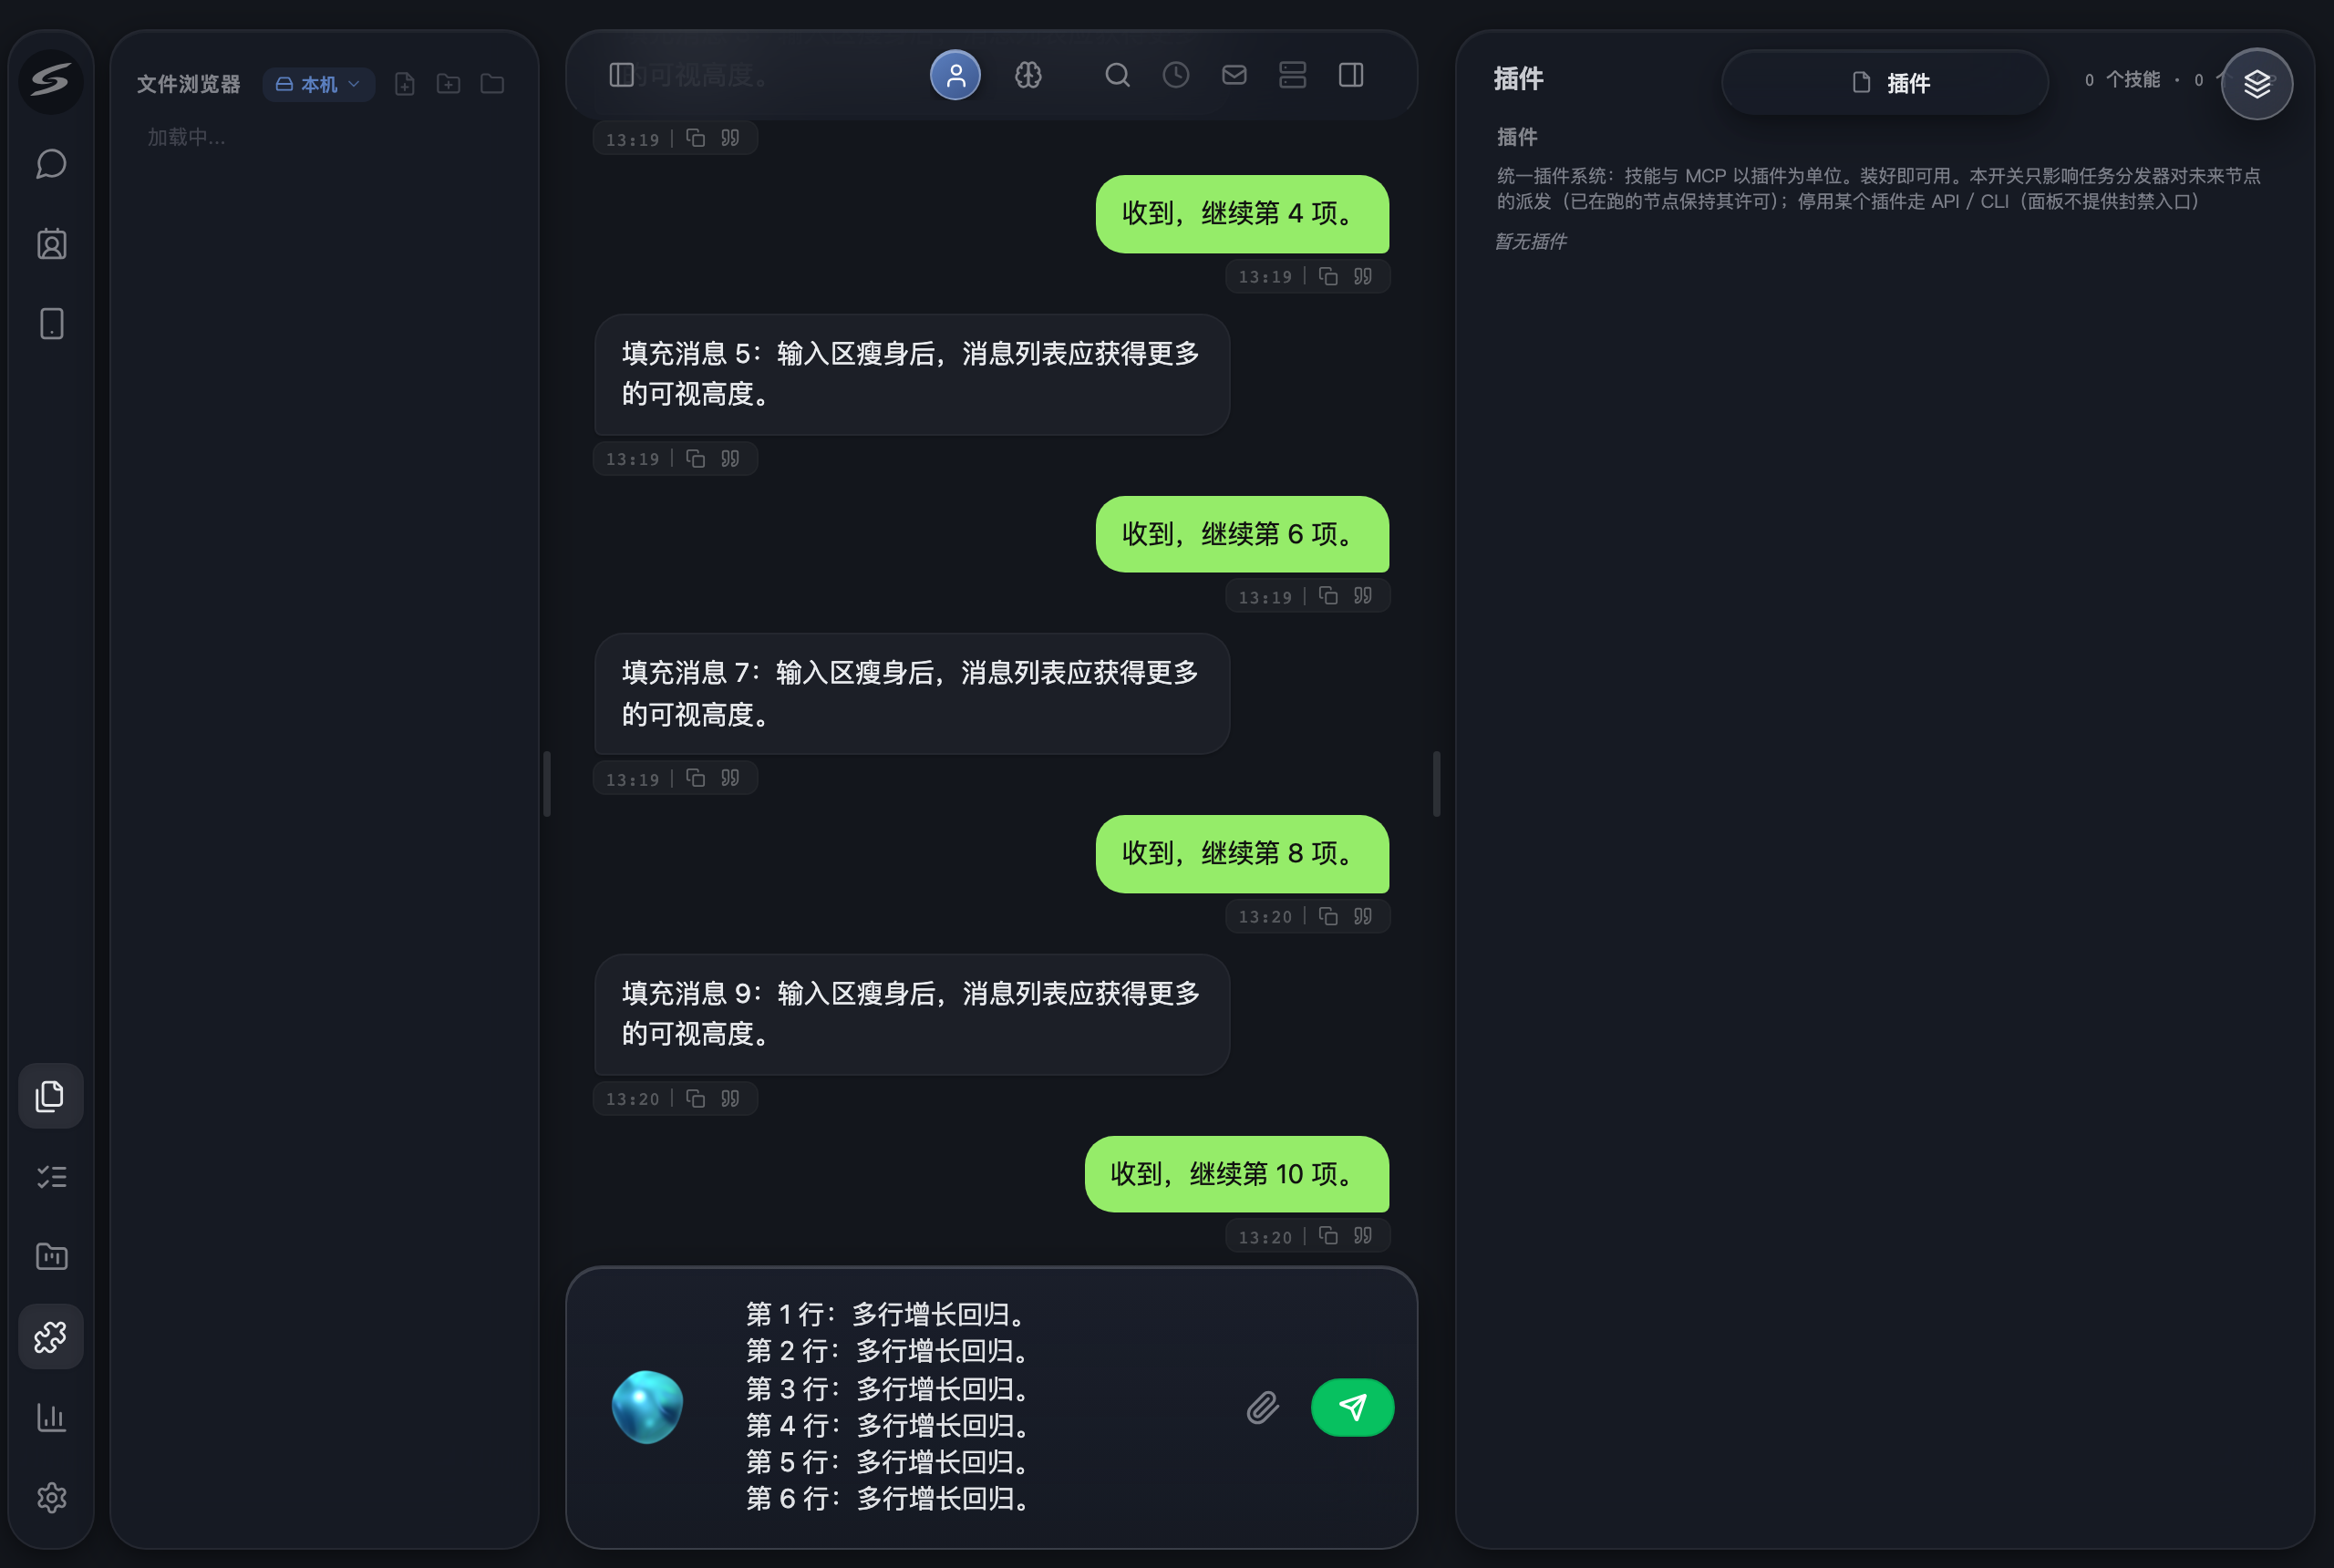 文件浏览器
本机
加载中...
的可视高度。
13:19
收到，继续第 4 项。
13:19
填充消息 5：输入区瘦身后，消息列表应获得更多
的可视高度。
13:19
收到，继续第 6 项。
13:19
填充消息 7：输入区瘦身后，消息列表应获得更多
的可视高度。
13:19
收到，继续第 8 项。
13:20
填充消息 9：输入区瘦身后，消息列表应获得更多
的可视高度。
13:20
收到，继续第 10 项。
13:20
第 1 行：多行增长回归。
第 2 行：多行增长回归。
第 3 行：多行增长回归。
第 4 行：多行增长回归。
第 5 行：多行增长回归。
第 6 行：多行增长回归。
插件
插件
0 个技能 · 0
插件
统一插件系统：技能与 MCP 以插件为单位。装好即可用。本开关只影响任务分发器对未来节点
的派发（已在跑的节点保持其许可）；停用某个插件走 API / CLI（面板不提供封禁入口）
暂无插件